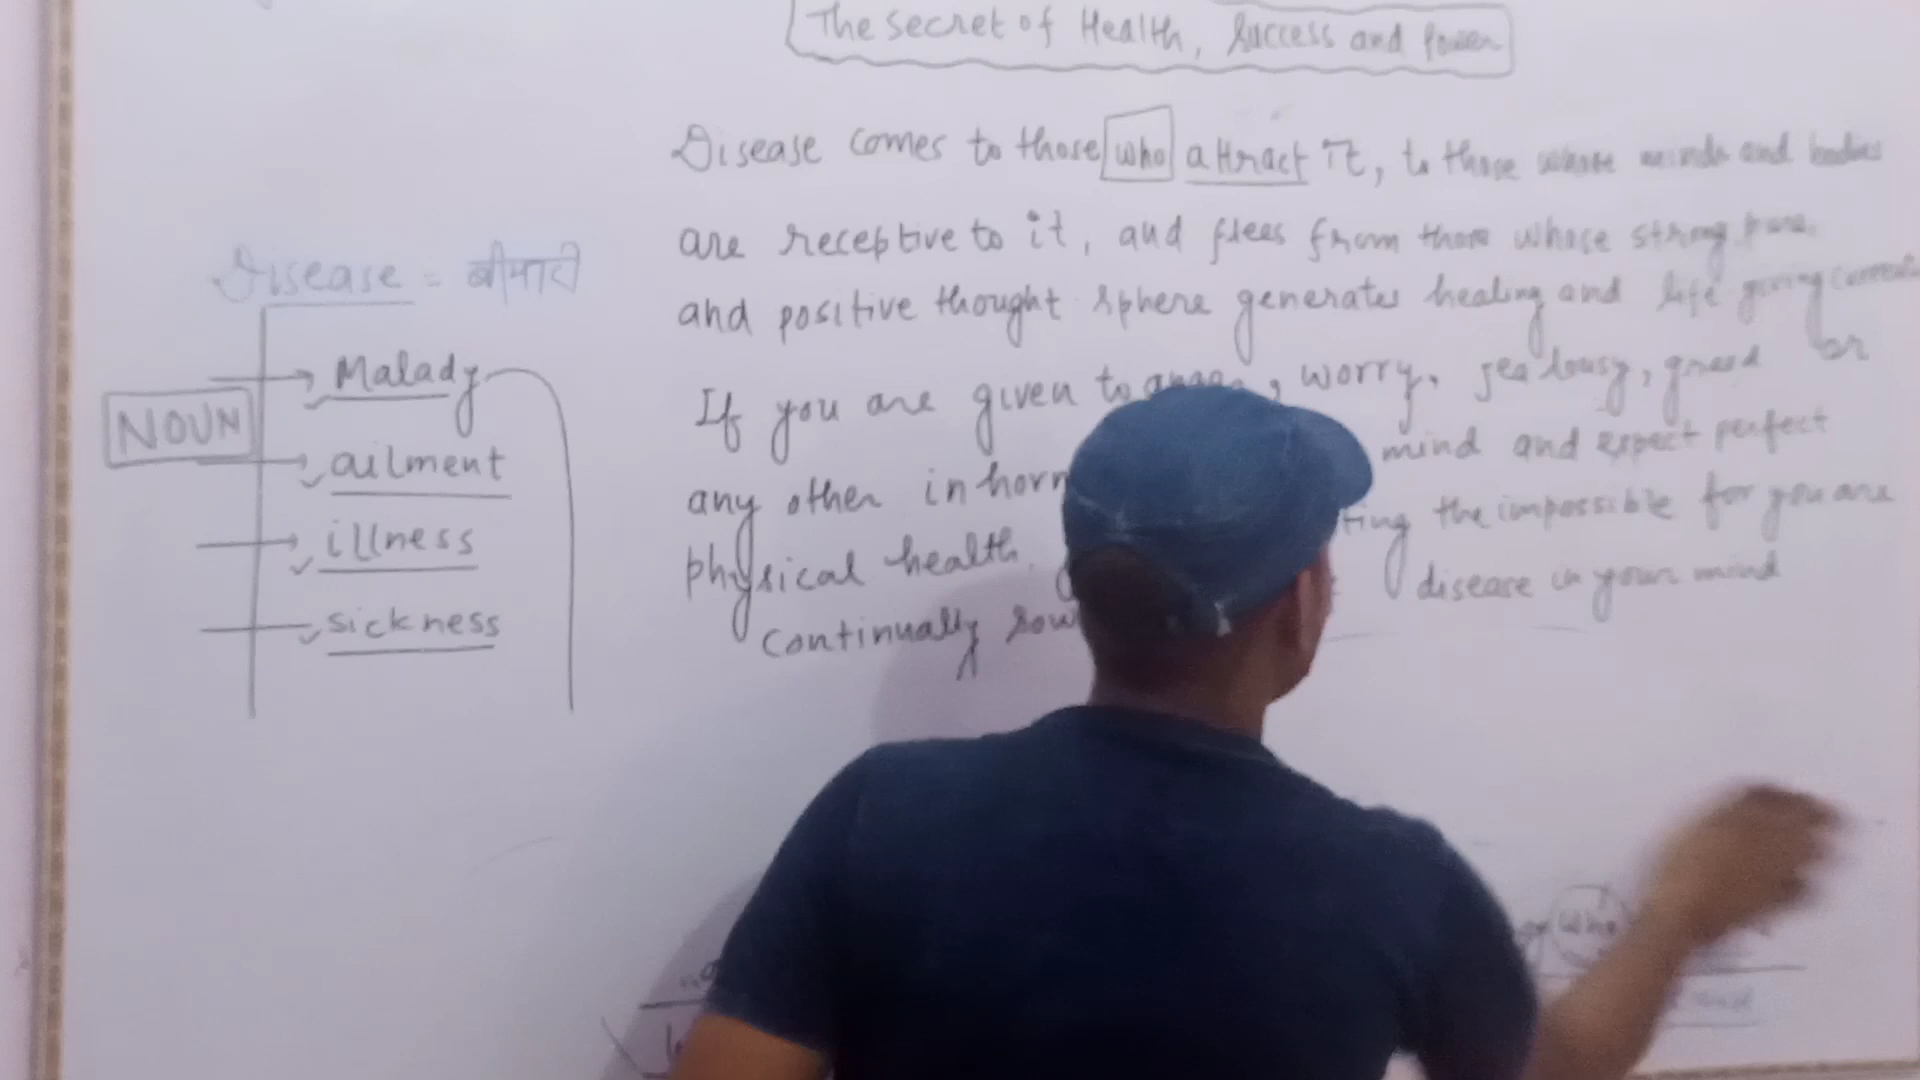 The secret of Health, Success and Power
Disease comes to those who attract it, to those whose minds and bodies
are receptive to it, and flees from those whose strong, pure
and positive thought sphere generates healing and life giving currents
If you are given to anger, worry, jealousy, greed or
any other inharm mind and expect perfect
physical health, ting the impossible for you are
continually sow disease in your mind
Disease = बीमारी
NOUN
Malady
ailment
illness
sickness
who